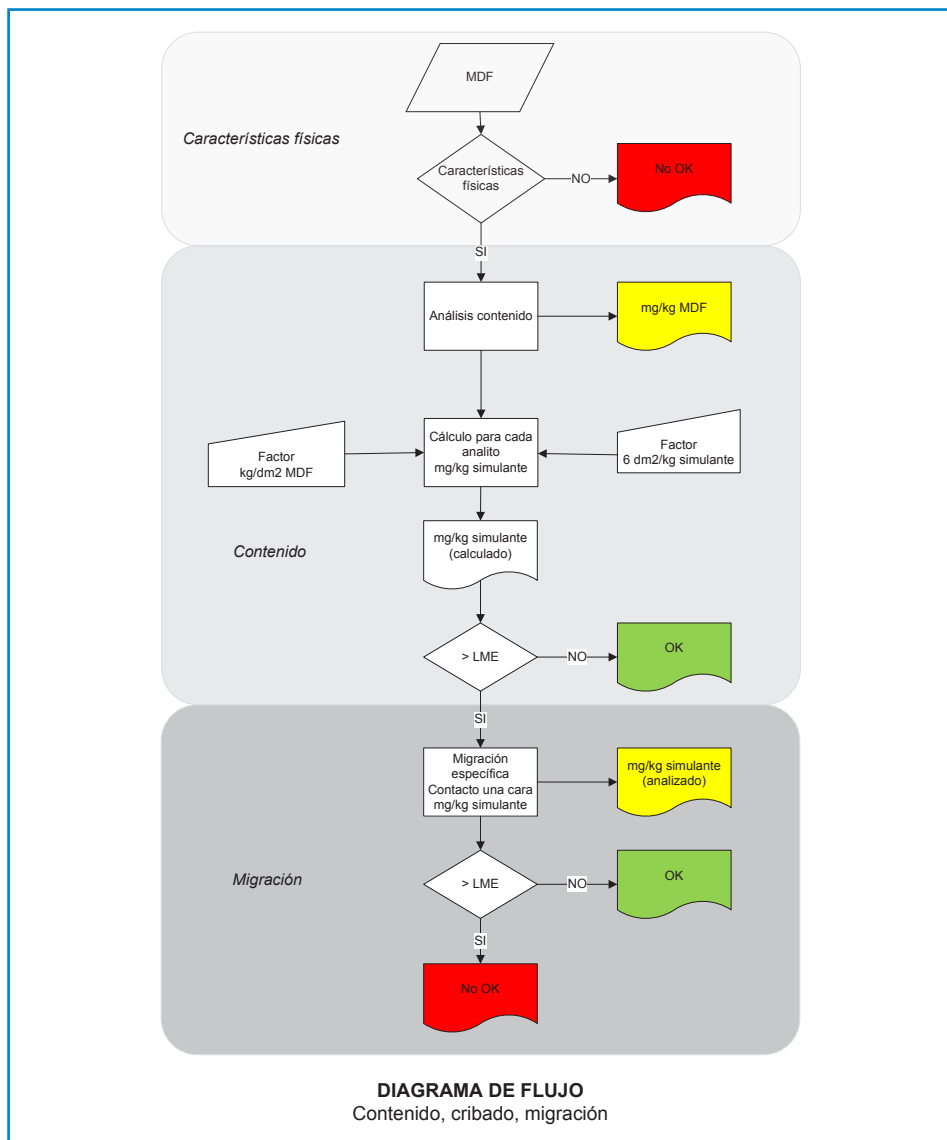 MDF
Características físicas
Características
físicas
NO
No OK
SI
Análisis contenido
mg/kg MDF
Factor
kg/dm2 MDF
Cálculo para cada
analito
mg/kg simulante
Factor
6 dm2/kg simulante
mg/kg simulante
(calculado)
Contenido
> LME
NO
OK
SI
Migración
específica
Contacto una cara
mg/kg simulante
mg/kg simulante
(analizado)
Migración
> LME
NO
OK
SI
No OK
DIAGRAMA DE FLUJO
Contenido, cribado, migración